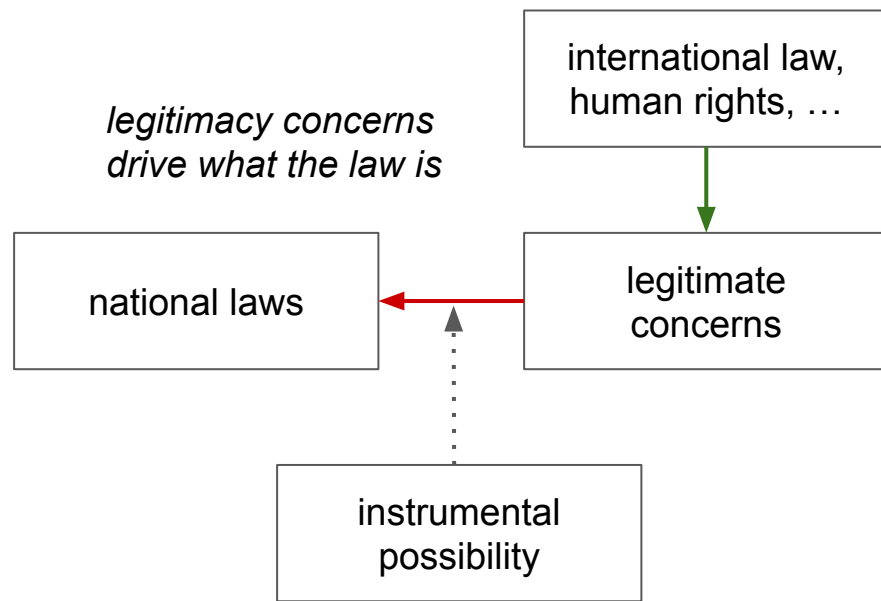 international law,
human rights, …
legitimacy concerns
drive what the law is
national laws
legitimate
concerns
instrumental
possibility